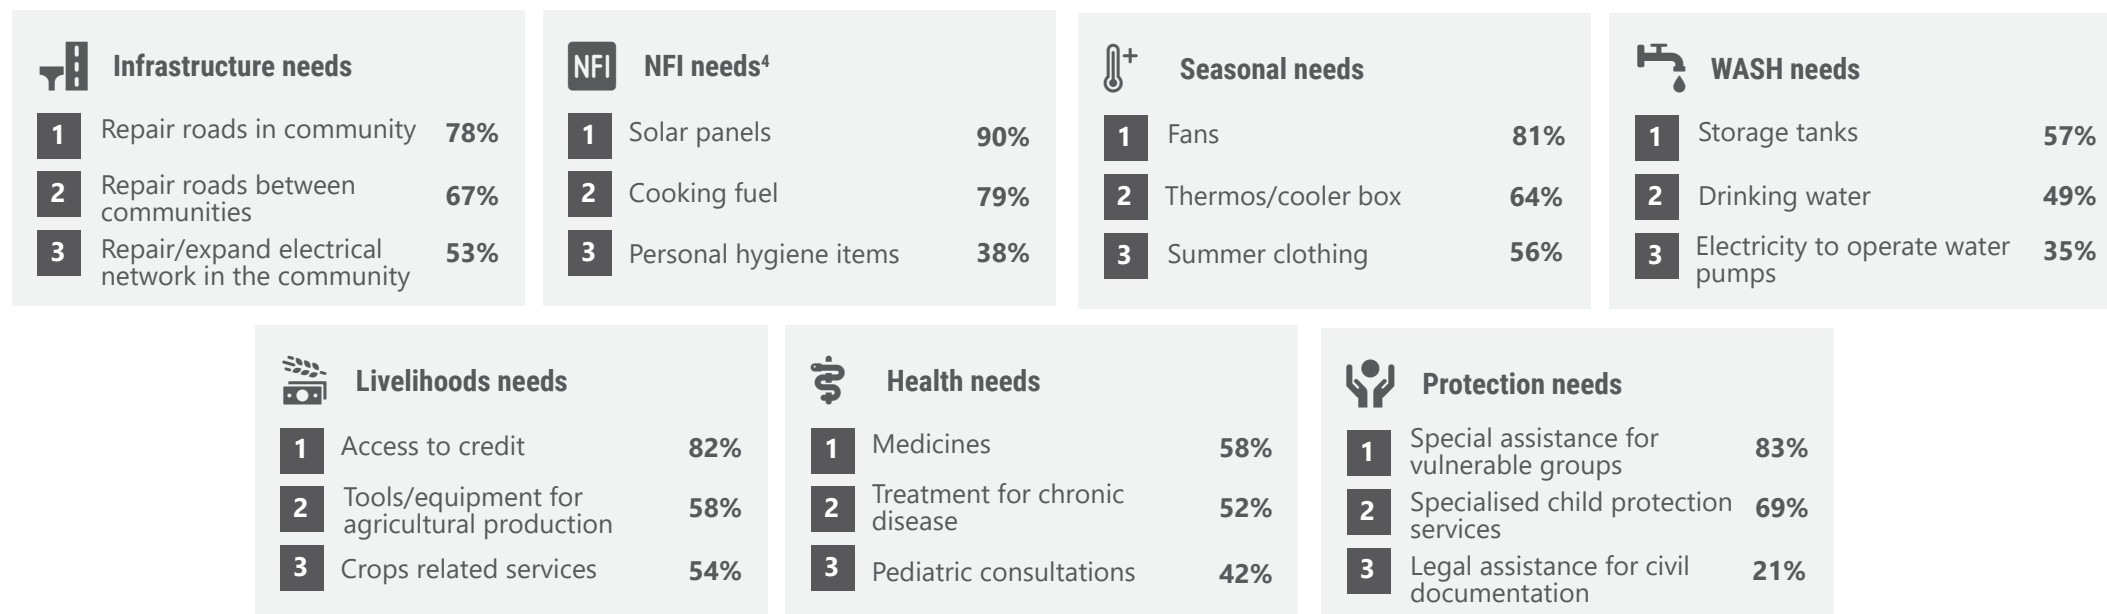 Infrastructure needs
1 Repair roads in community 78%
2 Repair roads between
communities 67%
3 Repair/expand electrical
network in the community 53%
NFI NFI needs⁴
1 Solar panels 90%
2 Cooking fuel 79%
3 Personal hygiene items 38%
Seasonal needs
1 Fans 81%
2 Thermos/cooler box 64%
3 Summer clothing 56%
WASH needs
1 Storage tanks 57%
2 Drinking water 49%
3 Electricity to operate water
pumps 35%
Livelihoods needs
1 Access to credit 82%
2 Tools/equipment for
agricultural production 58%
3 Crops related services 54%
Health needs
1 Medicines 58%
2 Treatment for chronic
disease 52%
3 Pediatric consultations 42%
Protection needs
1 Special assistance for
vulnerable groups 83%
2 Specialised child protection
services 69%
3 Legal assistance for civil
documentation 21%